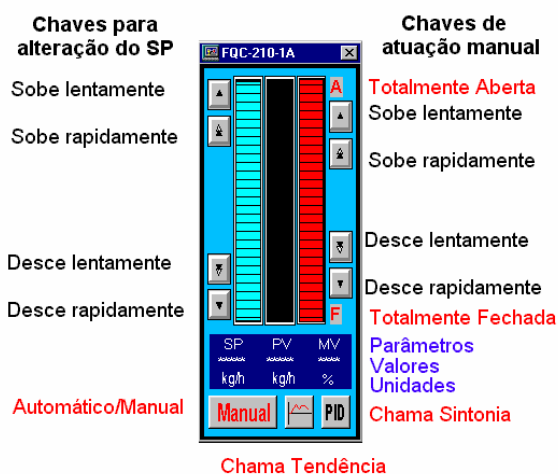 Chaves para
alteração do SP
Sobe lentamente
Sobe rapidamente
Desce lentamente
Desce rapidamente
Automático/Manual
FQC-210-1A
A
F
SP PV MV
***** ***** ****
kg/h kg/h %
Manual PID
Chama Tendência
Chaves de
atuação manual
Totalmente Aberta
Sobe lentamente
Sobe rapidamente
Desce lentamente
Desce rapidamente
Totalmente Fechada
Parâmetros
Valores
Unidades
Chama Sintonia